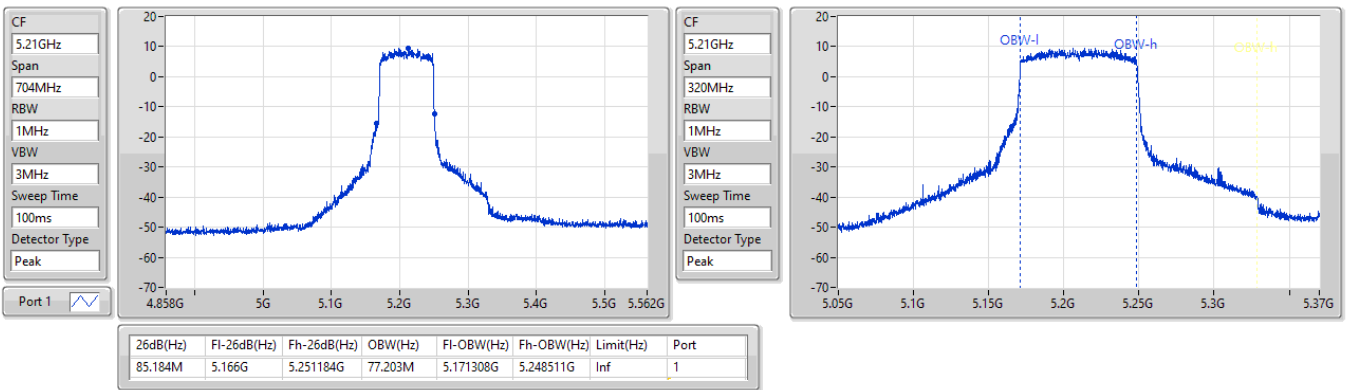 CF
5.21GHz
Span
704MHz
RBW
1MHz
VBW
3MHz
Sweep Time
100ms
Detector Type
Peak
Port 1
20
10
0
-10
-20
-30
-40
-50
-60
-70
4.858G 5G 5.1G 5.2G 5.3G 5.4G 5.5G 5.562G
CF
5.21GHz
Span
320MHz
RBW
1MHz
VBW
3MHz
Sweep Time
100ms
Detector Type
Peak
20
10
0
-10
-20
-30
-40
-50
-60
-70
OBW-l OBW-h OBW-h
5.05G 5.1G 5.15G 5.2G 5.25G 5.3G 5.37G
26dB(Hz) Fl-26dB(Hz) Fh-26dB(Hz) OBW(Hz) Fl-OBW(Hz) Fh-OBW(Hz) Limit(Hz) Port
85.184M 5.166G 5.251184G 77.203M 5.171308G 5.248511G Inf 1